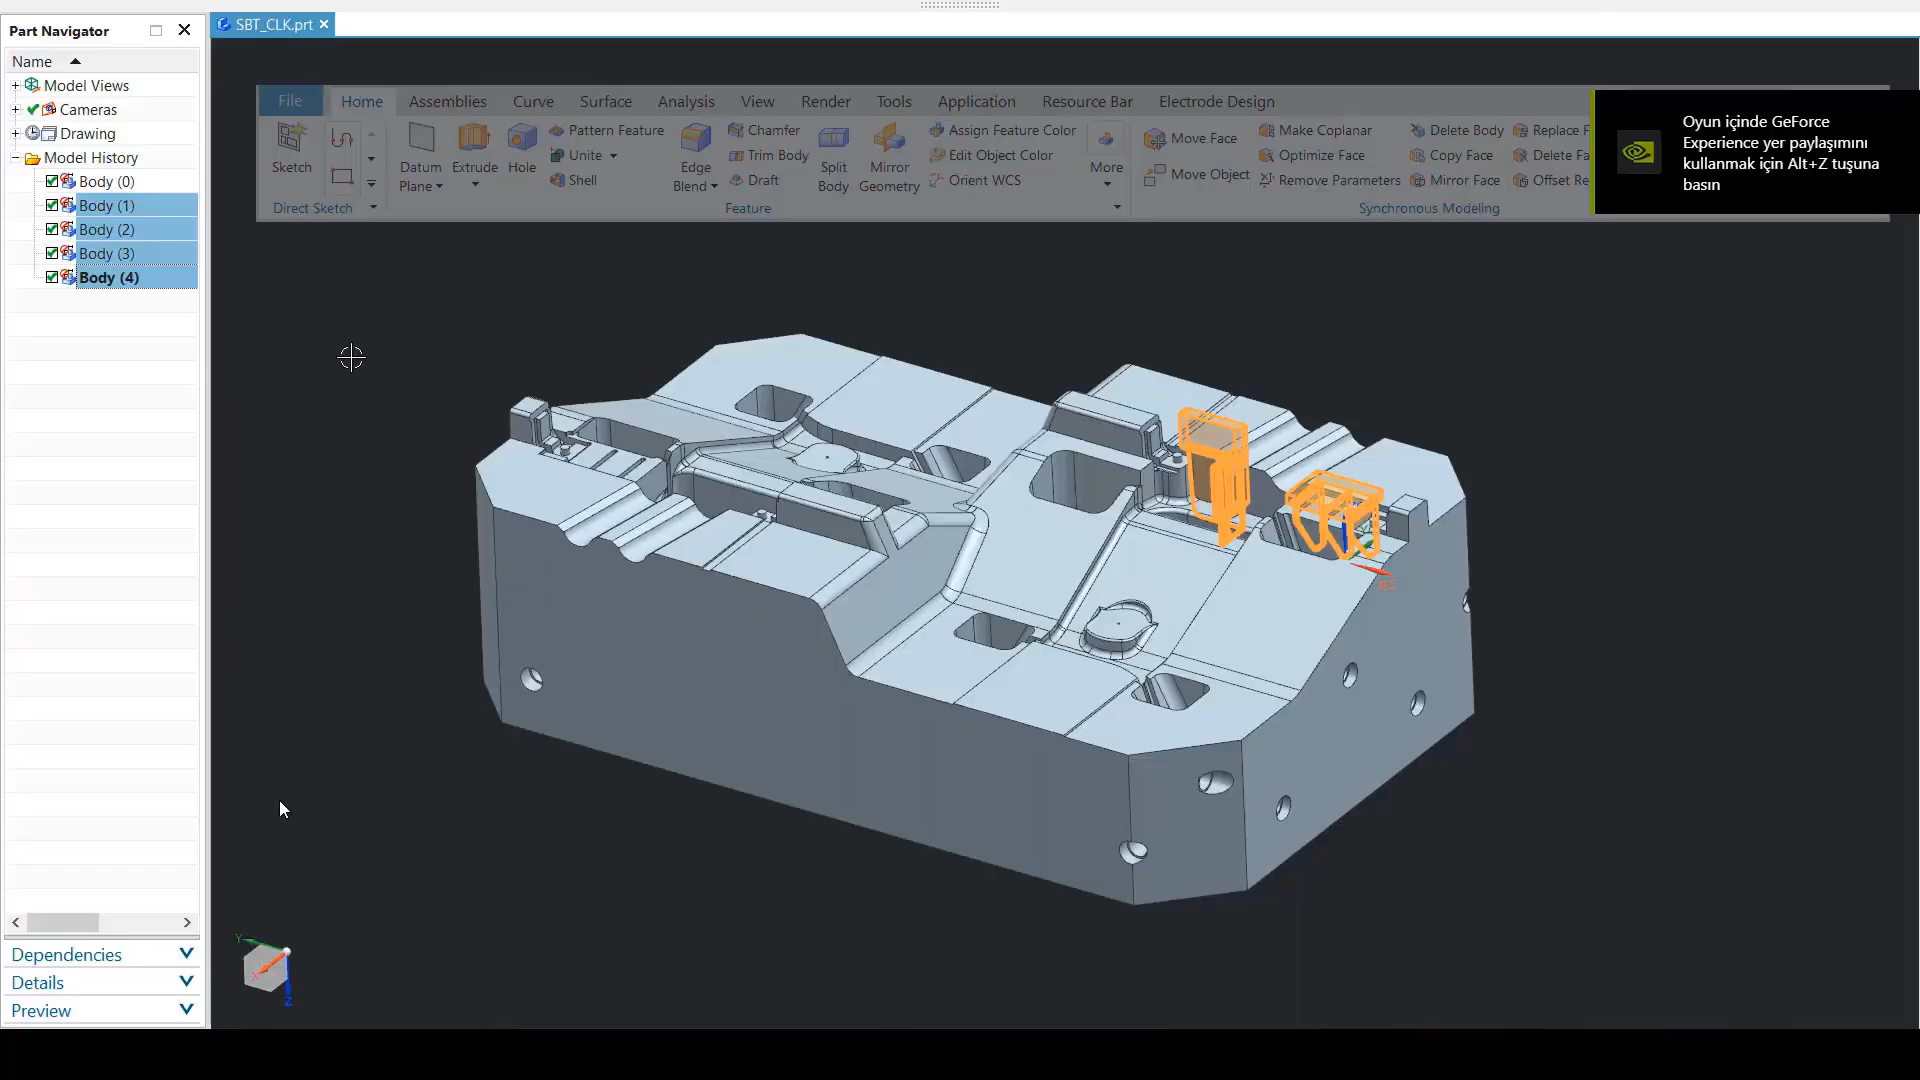 Part Navigator
SBT_CLK.prt
Name
Model Views
Cameras
Drawing
Model History
Body (0)
Body (1)
Body (2)
Body (3)
Body (4)
File
Home
Assemblies
Curve
Surface
Analysis
View
Render
Tools
Application
Resource Bar
Electrode Design
Sketch
Direct Sketch
Datum
Plane
Extrude
Hole
Pattern Feature
Unite
Shell
Edge
Blend
Chamfer
Trim Body
Draft
Split
Body
Mirror
Geometry
Assign Feature Color
Edit Object Color
Orient WCS
More
Feature
Move Face
Move Object
Make Coplanar
Optimize Face
Remove Parameters
Delete Body
Copy Face
Mirror Face
Replace F
Delete Fa
Offset Re
Synchronous Modeling
Oyun içinde GeForce
Experience yer paylaşımını
kullanmak için Alt+Z tuşuna
basın
Y
X
Z
Dependencies
Details
Preview